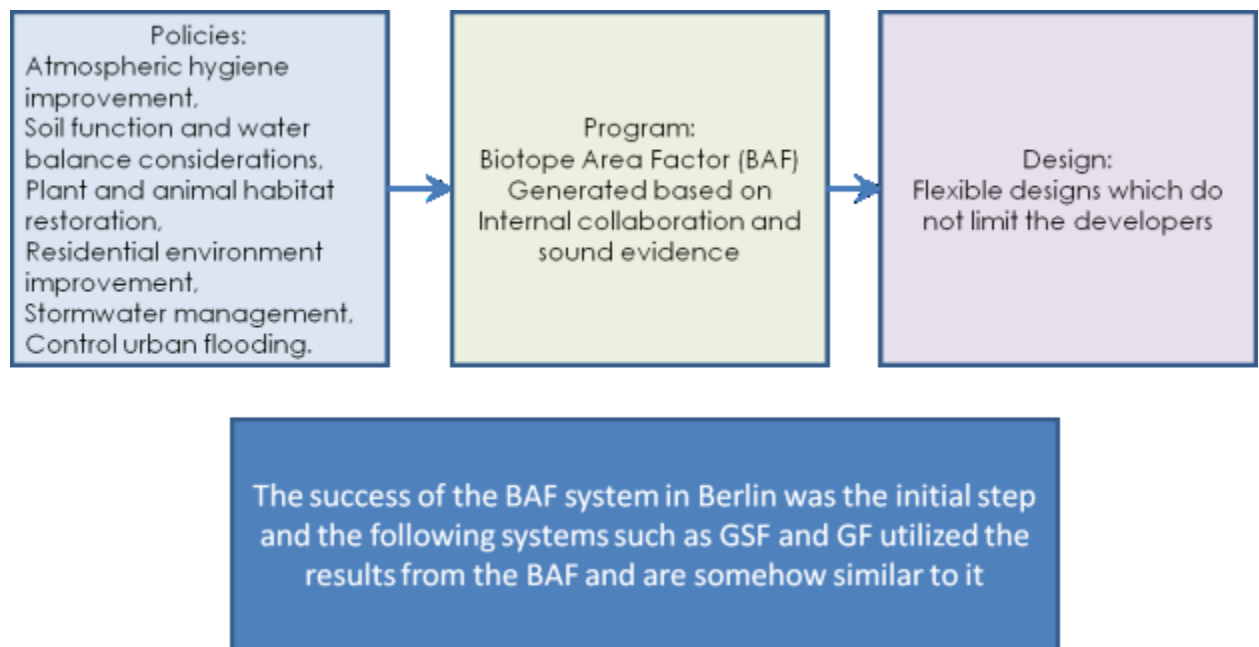 Policies:
Atmospheric hygiene
improvement,
Soil function and water
balance considerations,
Plant and animal habitat
restoration,
Residential environment
improvement,
Stormwater management,
Control urban flooding.
Program:
Biotope Area Factor (BAF)
Generated based on
Internal collaboration and
sound evidence
Design:
Flexible designs which do
not limit the developers
The success of the BAF system in Berlin was the initial step
and the following systems such as GSF and GF utilized the
results from the BAF and are somehow similar to it